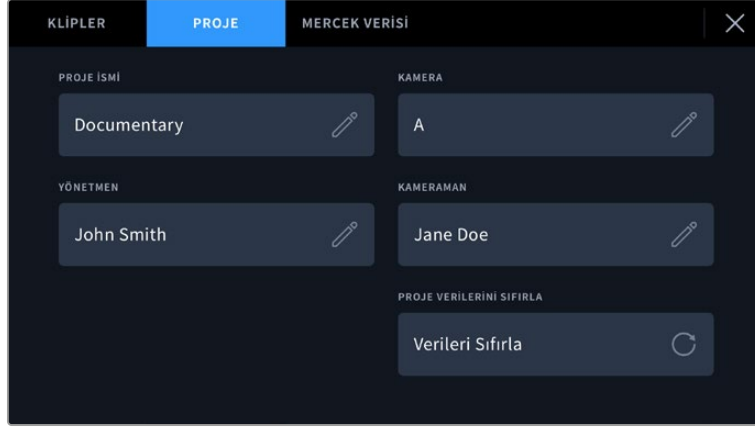 KLİPLER PROJE MERCEK VERİSİ
PROJE İSMİ KAMERA
Documentary A
YÖNETMEN KAMERAMAN
John Smith Jane Doe
PROJE VERİLERİNİ SIFIRLA
Verileri Sıfırla